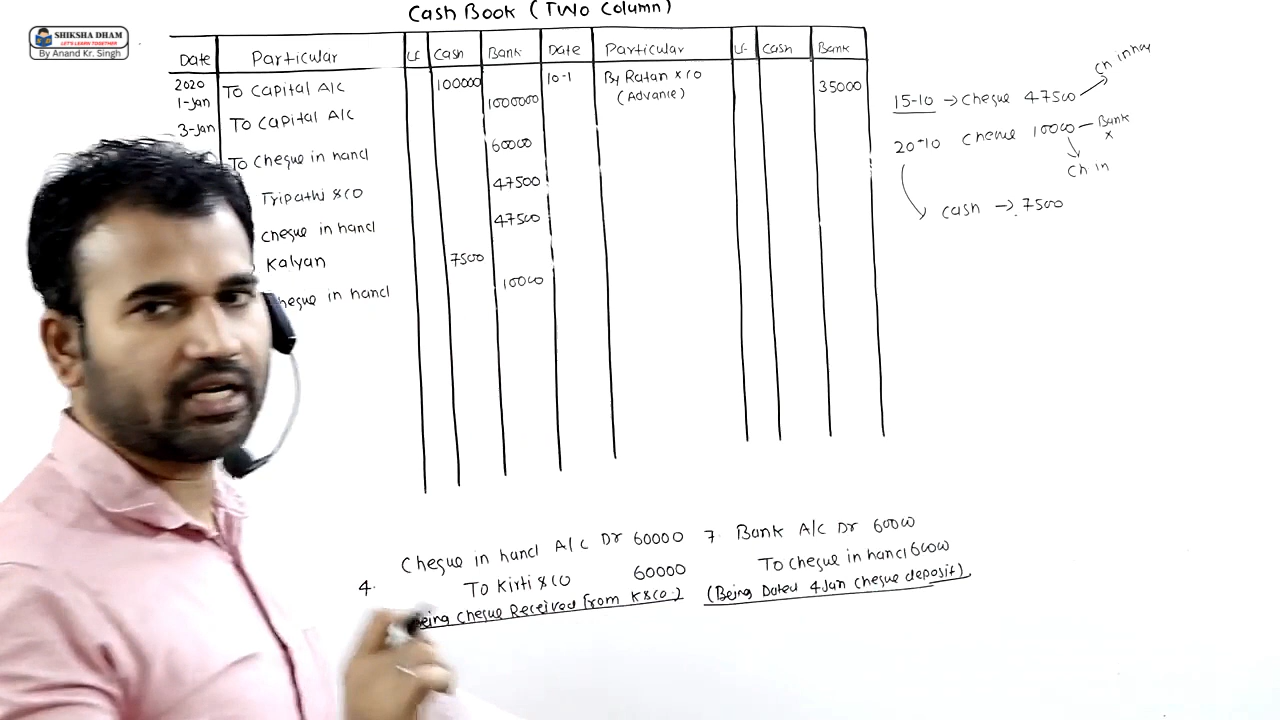 SHIKSHA DHAM
LET'S LEARN TOGETHER
By Anand Kr. Singh
Cash Book (Two Column)
Date Particular LF Cash Bank Date Particular LF Cash Bank
2020 To Capital A/c 100000 10-1 By Ratan & Co 35000
1-Jan 1000000 (Advance)
3-Jan To Capital A/c
To Cheque in hand 60000
Tripathi & Co 47500
cheque in hand 47500
Kalyan 7500
cheque in hand 10000
15-10 → Cheque 47500
20-10 Cheque 10000 — Bank
x
Ch in
cash → 7500
4. Cheque in hand A/c Dr 60000
To Kirti & Co 60000
Being cheque Received from K & Co.)
7 Bank A/c Dr 60000
To cheque in hand 60000
(Being Dated 4 Jan cheque deposit)